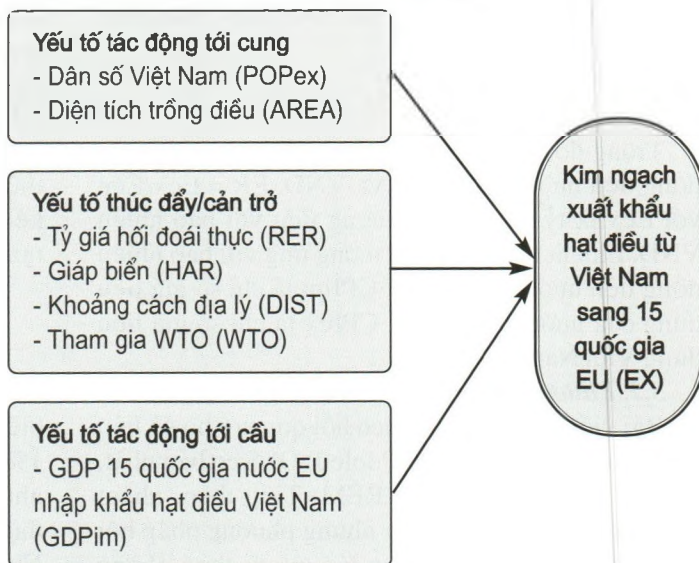 Yếu tố tác động tới cung
- Dân số Việt Nam (POPex)
- Diện tích trồng điều (AREA)
Yếu tố thúc đẩy/cản trở
- Tỷ giá hối đoái thực (RER)
- Giáp biển (HAR)
- Khoảng cách địa lý (DIST)
- Tham gia WTO (WTO)
Yếu tố tác động tới cầu
- GDP 15 quốc gia nước EU
nhập khẩu hạt điều Việt Nam
(GDPim)
Kim ngạch
xuất khẩu
hạt điều từ
Việt Nam
sang 15
quốc gia
EU (EX)